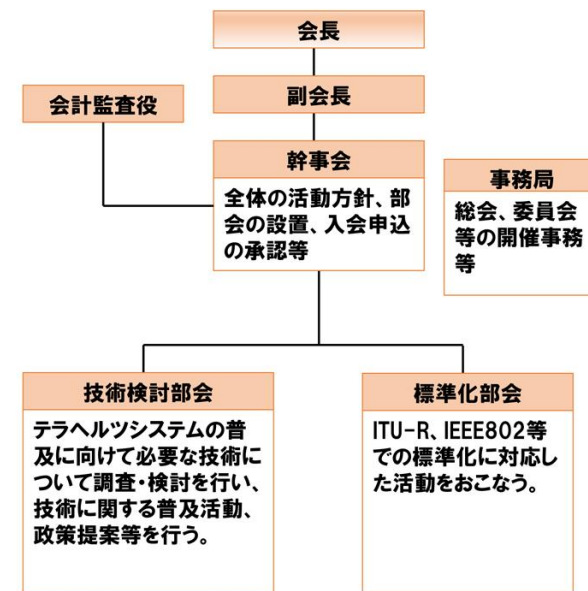 会長
副会長
会計監査役
幹事会
全体の活動方針、部
会の設置、入会申込
の承認等
事務局
総会、委員会
等の開催事務
等
技術検討部会
テラヘルツシステムの普
及に向けて必要な技術に
ついて調査・検討を行い、
技術に関する普及活動、
政策提案等を行う。
標準化部会
ITU-R、IEEE802等
での標準化に対応し
た活動をおこなう。